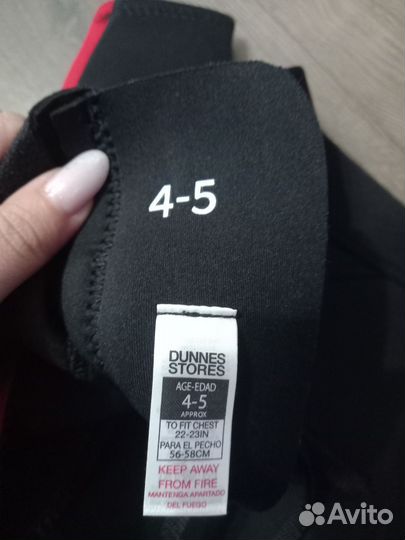 4-5
DUNNES
STORES
AGE-EDAD
4-5
APPROX
TO FIT CHEST
22-23IN
PARA EL PECHO
56-58CM
KEEP AWAY
FROM FIRE
MANTENGA APARTADO
DEL FUEGO
Avito